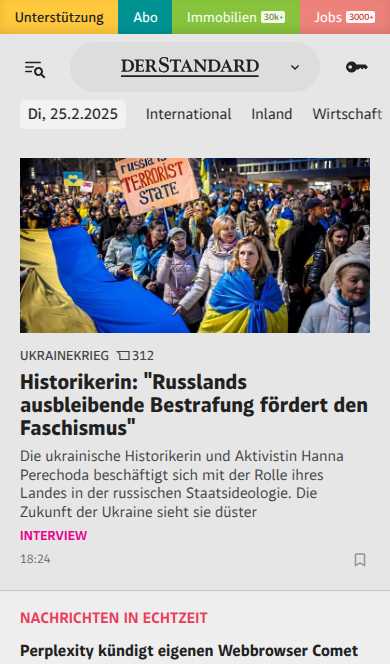 Unterstützung Abo Immobilien 30k+ Jobs 3000+
DERSTANDARD
Di, 25.2.2025 International Inland Wirtschaft
russia is
TERRORIST
STATE
UKRAINEKRIEG 312
Historikerin: "Russlands
ausbleibende Bestrafung fördert den
Faschismus"
Die ukrainische Historikerin und Aktivistin Hanna
Perechoda beschäftigt sich mit der Rolle ihres
Landes in der russischen Staatsideologie. Die
Zukunft der Ukraine sieht sie düster
INTERVIEW
18:24
NACHRICHTEN IN ECHTZEIT
Perplexity kündigt eigenen Webbrowser Comet